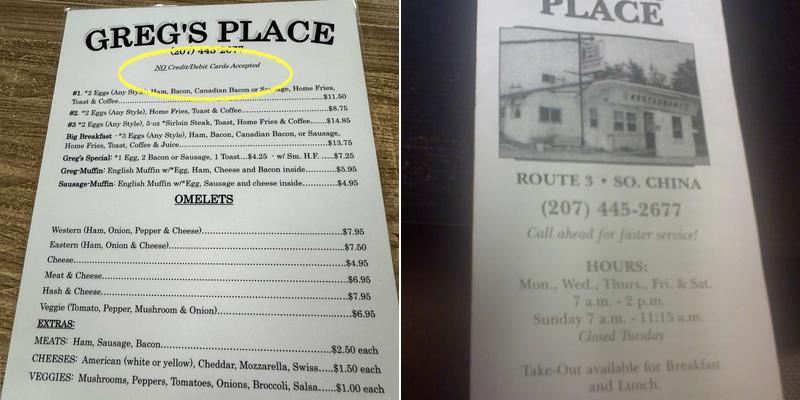 GREG'S PLACE
(207) 445-2677
NO Credit/Debit Cards Accepted
#1. *2 Eggs (Any Style), Ham, Bacon, Canadian Bacon or Sausage, Home Fries,
Toast & Coffee...$11.50
#2. *2 Eggs (Any Style), Home Fries, Toast & Coffee...$8.75
#3 *2 Eggs (Any Style), 5-oz *Sirloin Steak, Toast, Home Fries & Coffee...$14.85
Big Breakfast - *3 Eggs (Any Style), Ham, Bacon, Canadian Bacon, or Sausage,
Home Fries, Toast, Coffee & Juice...$13.75
Greg's Special: *1 Egg, 2 Bacon or Sausage, 1 Toast...$4.25 - w/ Sm. H.F. ...$7.25
Greg-Muffin: English Muffin w/*Egg, Ham, Cheese and Bacon inside...$5.95
Sausage-Muffin: English Muffin w/*Egg, Sausage and cheese inside...$4.95
OMELETS
Western (Ham, Onion, Pepper & Cheese)...$7.95
Eastern (Ham, Onion & Cheese)...$7.50
Cheese...$4.95
Meat & Cheese...$6.95
Hash & Cheese...$7.95
Veggie (Tomato, Pepper, Mushroom & Onion)...$6.95
EXTRAS:
MEATS: Ham, Sausage, Bacon...$2.50 each
CHEESES: American (white or yellow), Cheddar, Mozzarella, Swiss...$1.50 each
VEGGIES: Mushrooms, Peppers, Tomatoes, Onions, Broccoli, Salsa...$1.00 each
PLACE
RESTAURANT
ROUTE 3 • SO. CHINA
(207) 445-2677
Call ahead for faster service!
HOURS:
Mon., Wed., Thurs., Fri. & Sat.
7 a.m. - 2 p.m.
Sunday 7 a.m. - 11:15 a.m.
Closed Tuesday
Take-Out available for Breakfast
and Lunch.